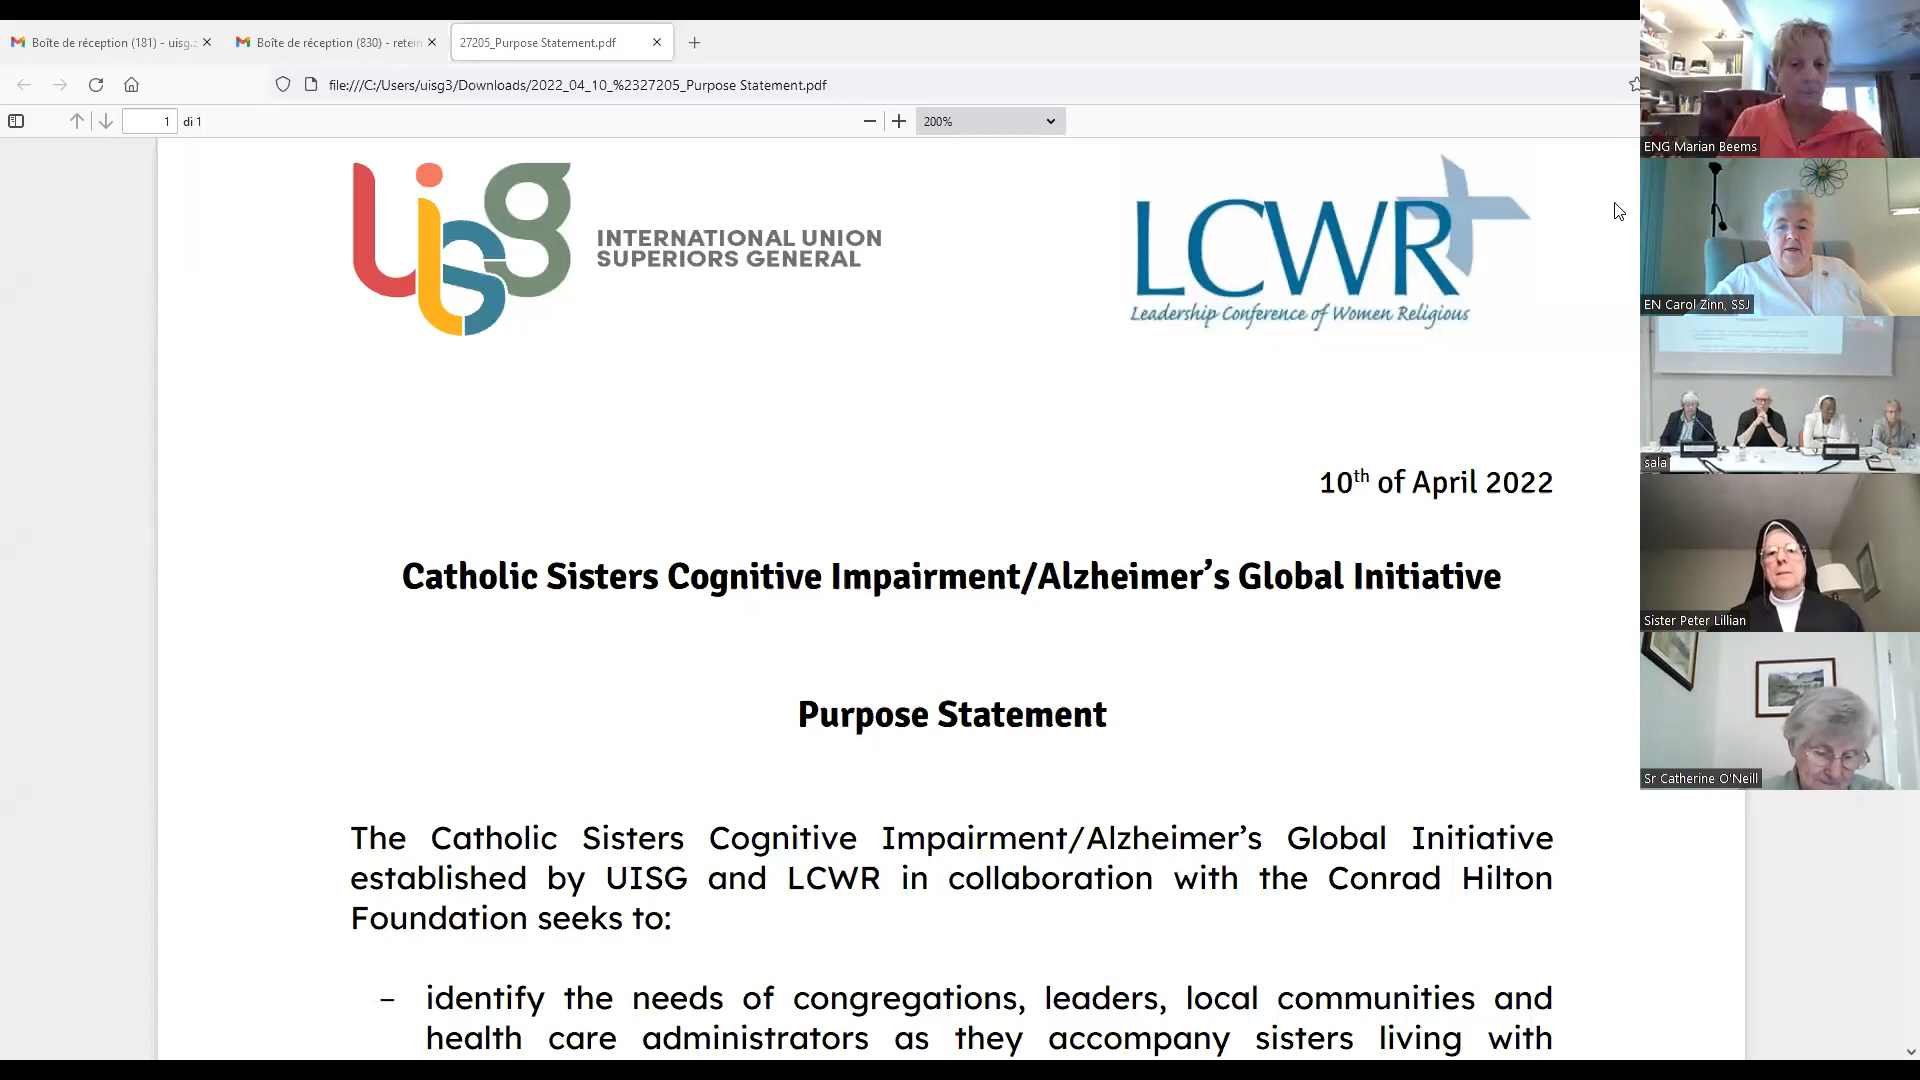 Boîte de réception (181) - uisg.
Boîte de réception (830) - retein
27205_Purpose Statement.pdf
file:///C:/Users/uisg3/Downloads/2022_04_10_%2327205_Purpose Statement.pdf
1 di 1
200%
uisg
INTERNATIONAL UNION
SUPERIORS GENERAL
LCWR
Leadership Conference of Women Religious
10th of April 2022
Catholic Sisters Cognitive Impairment/Alzheimer’s Global Initiative
Purpose Statement
The Catholic Sisters Cognitive Impairment/Alzheimer’s Global Initiative
established by UISG and LCWR in collaboration with the Conrad Hilton
Foundation seeks to:
– identify the needs of congregations, leaders, local communities and
health care administrators as they accompany sisters living with
ENG Marian Beems
EN Carol Zinn, SSJ
sala
Sister Peter Lillian
Sr Catherine O'Neill